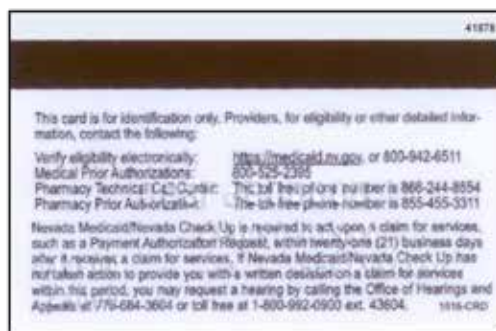 41878
This card is for identification only. Providers, for eligibility or other detailed infor-
mation, contact the following:
Verify eligibility electronically: https://medicaid.nv.gov, or 800-942-6511
Medical Prior Authorizations: 800-525-2395
Pharmacy Technical Call Center: The toll free phone number is 866-244-8554
Pharmacy Prior Authorization: The toll free phone number is 855-455-3311
Nevada Medicaid/Nevada Check Up is required to act upon a claim for services,
such as a Payment Authorization Request, within twenty-one (21) business days
after it receives a claim for services. If Nevada Medicaid/Nevada Check Up has
not taken action to provide you with a written decision on a claim for services
within this period, you may request a hearing by calling the Office of Hearings and
Appeals at 775-684-3604 or toll free at 1-800-992-0900 ext. 43604. 1016-CRD